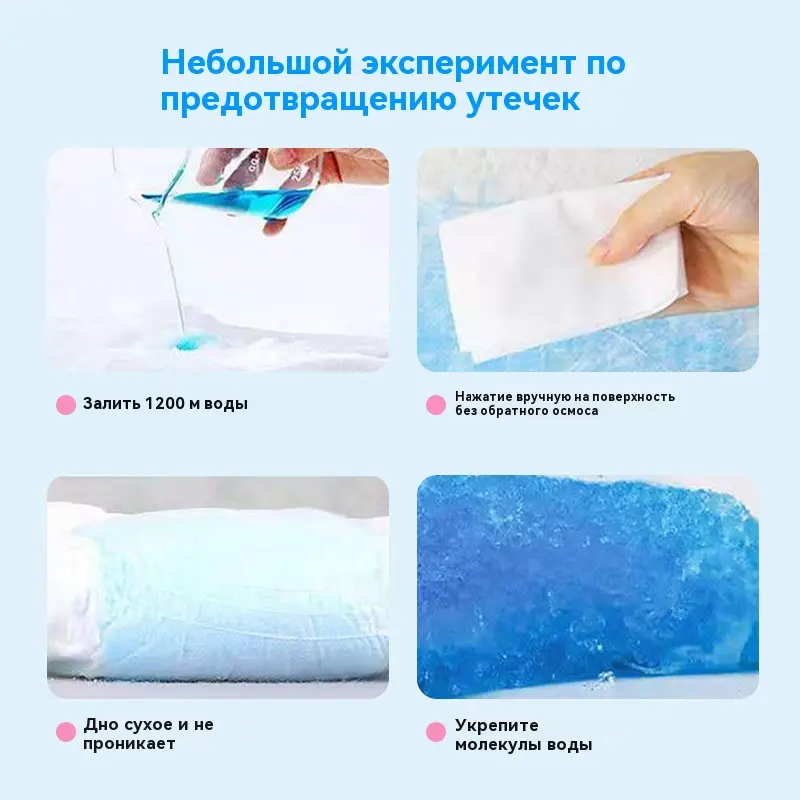 Небольшой эксперимент по
предотвращению утечек
Залить 1200 м воды
Нажатие вручную на поверхность
без обратного осмоса
Дно сухое и не
проникает
Укрепите
молекулы воды